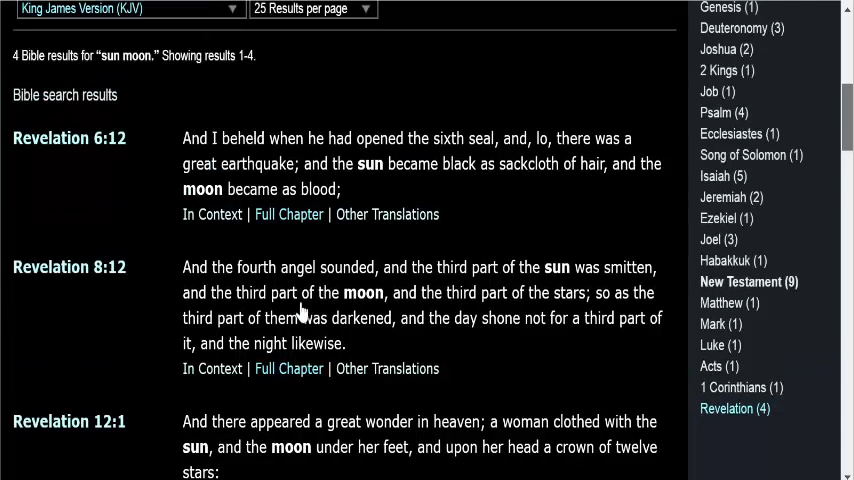 King James Version (KJV)
25 Results per page
4 Bible results for “sun moon.” Showing results 1-4.
Bible search results
Revelation 6:12
And I beheld when he had opened the sixth seal, and, lo, there was a
great earthquake; and the sun became black as sackcloth of hair, and the
moon became as blood;
In Context | Full Chapter | Other Translations
Revelation 8:12
And the fourth angel sounded, and the third part of the sun was smitten,
and the third part of the moon, and the third part of the stars; so as the
third part of them was darkened, and the day shone not for a third part of
it, and the night likewise.
In Context | Full Chapter | Other Translations
Revelation 12:1
And there appeared a great wonder in heaven; a woman clothed with the
sun, and the moon under her feet, and upon her head a crown of twelve
stars:
Genesis (1)
Deuteronomy (3)
Joshua (2)
2 Kings (1)
Job (1)
Psalm (4)
Ecclesiastes (1)
Song of Solomon (1)
Isaiah (5)
Jeremiah (2)
Ezekiel (1)
Joel (3)
Habakkuk (1)
New Testament (9)
Matthew (1)
Mark (1)
Luke (1)
Acts (1)
1 Corinthians (1)
Revelation (4)